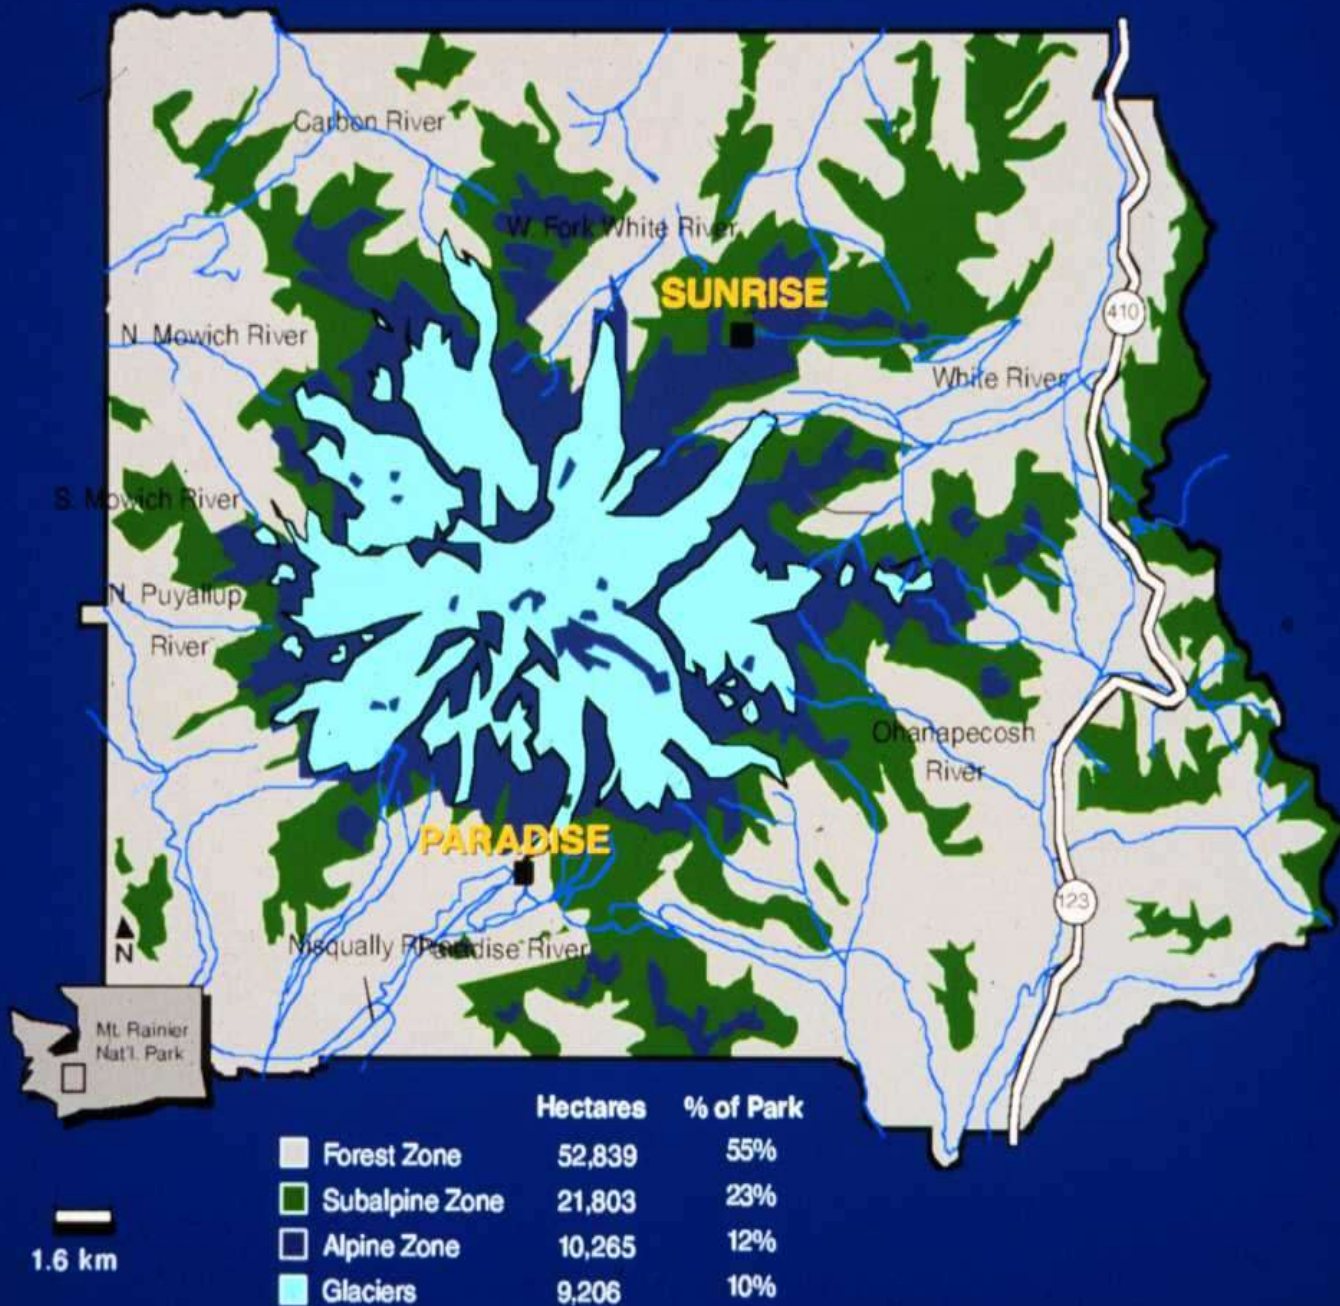 Carbon River
W. Fork White River
SUNRISE
410
N. Mowich River
White River
S. Mowich River
N. Puyallup
River
Ohanapecosh
River
PARADISE
123
N
Nisqually
Paradise River
Mt. Rainier
Nat'l. Park
Hectares % of Park
Forest Zone 52,839 55%
Subalpine Zone 21,803 23%
Alpine Zone 10,265 12%
Glaciers 9,206 10%
1.6 km